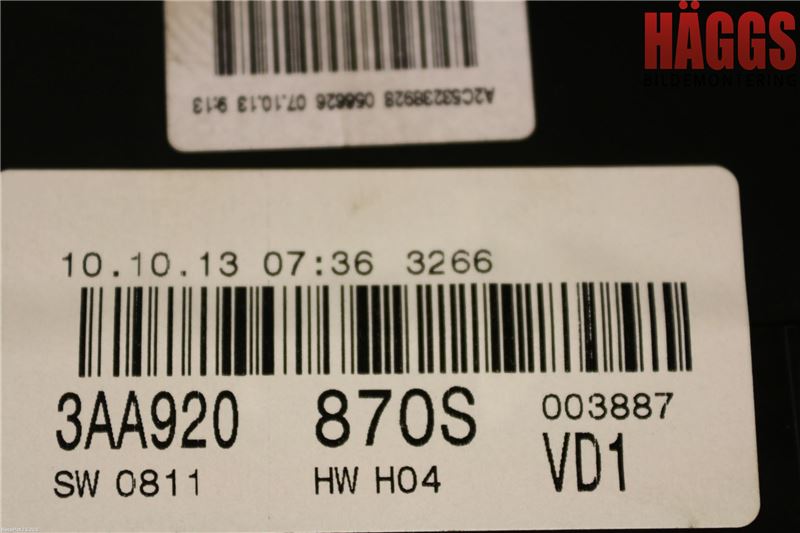 HÄGGS
BILDEMONTERING
A2C53238928 056626 07.10.13 9:13
10.10.13 07:36 3266
3AA920 870S 003887
SW 0811 HW H04 VD1